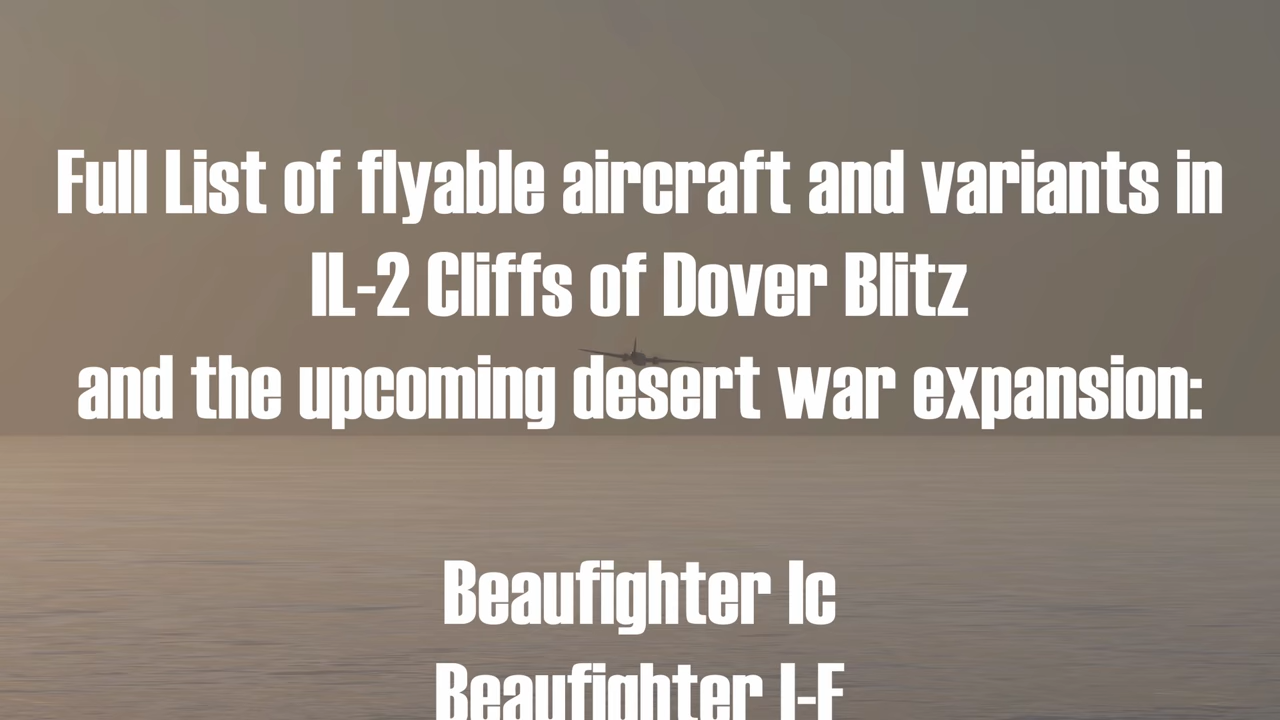 Full List of flyable aircraft and variants in
IL-2 Cliffs of Dover Blitz
and the upcoming desert war expansion:
Beaufighter Ic
Beaufighter I-F